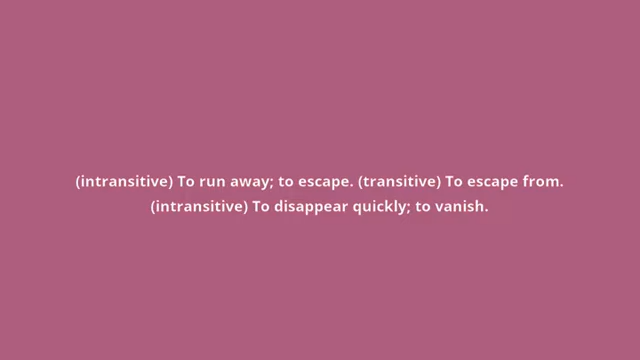 (intransitive) To run away; to escape. (transitive) To escape from.
(intransitive) To disappear quickly; to vanish.